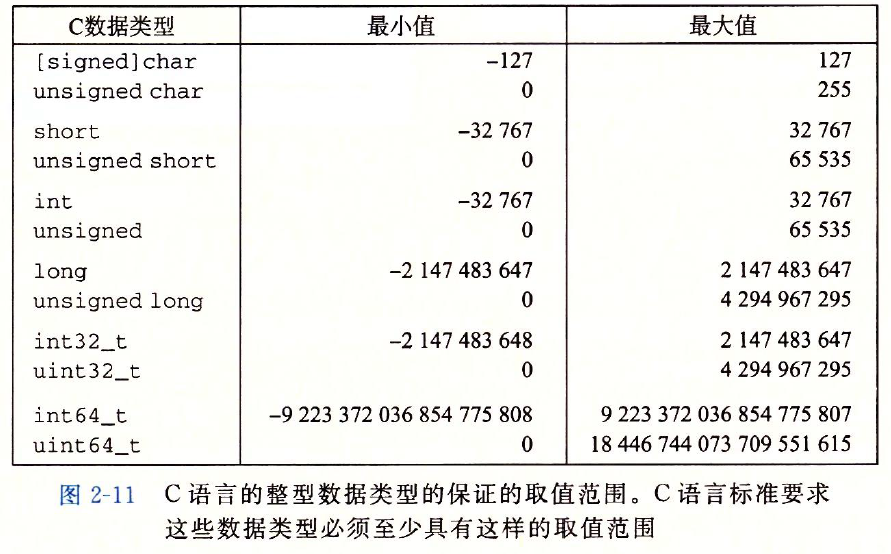 C数据类型 最小值 最大值
[signed]char −127 127
unsigned char 0 255
short −32 767 32 767
unsigned short 0 65 535
int −32 767 32 767
unsigned 0 65 535
long −2 147 483 647 2 147 483 647
unsigned long 0 4 294 967 295
int32_t −2 147 483 648 2 147 483 647
uint32_t 0 4 294 967 295
int64_t −9 223 372 036 854 775 808 9 223 372 036 854 775 807
uint64_t 0 18 446 744 073 709 551 615
图 2-11 C 语言的整型数据类型的保证的取值范围。C 语言标准要求
这些数据类型必须至少具有这样的取值范围